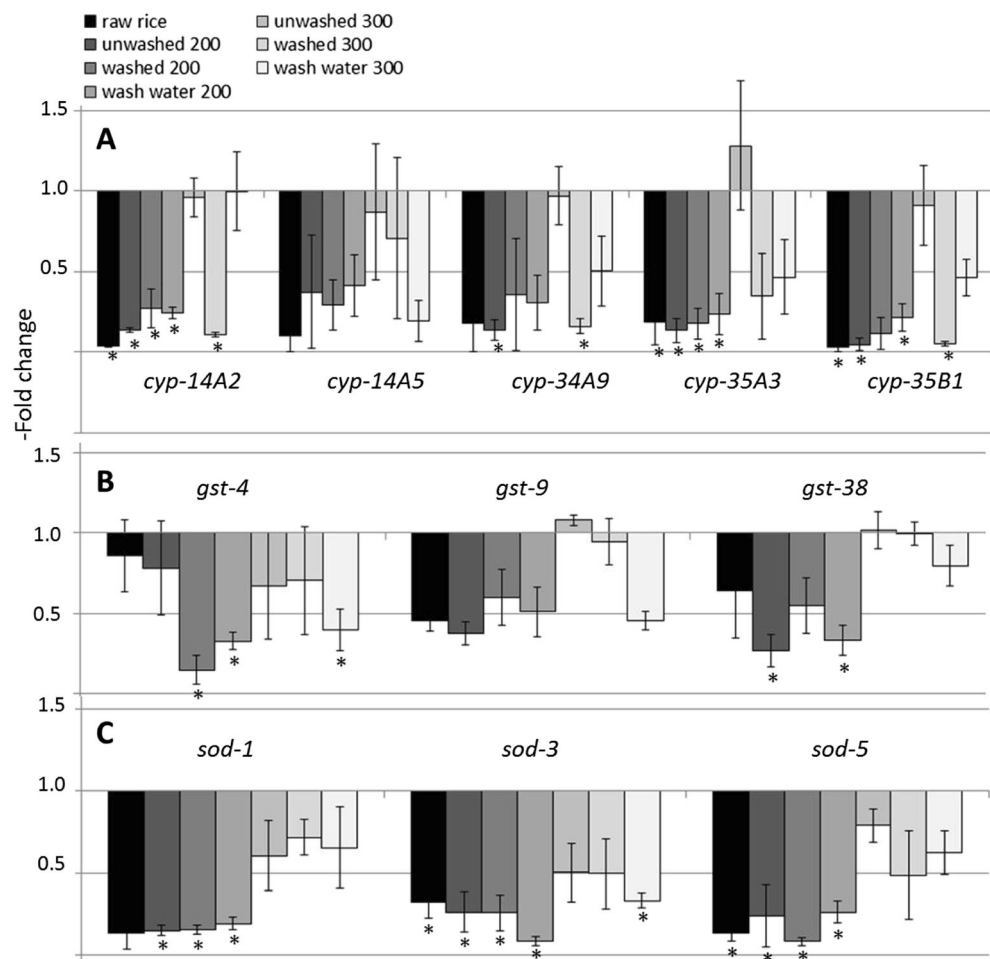 raw rice
unwashed 200
washed 200
wash water 200
unwashed 300
washed 300
wash water 300
-Fold change
1.5
A
1.0
0.5
* * * * *
*
* * * * *
* * * *
cyp-14A2 cyp-14A5 cyp-34A9 cyp-35A3 cyp-35B1
1.5
B
gst-4 gst-9 gst-38
1.0
0.5
* * * * *
1.5
C
sod-1 sod-3 sod-5
1.0
0.5
* * * * * * * * * * * *